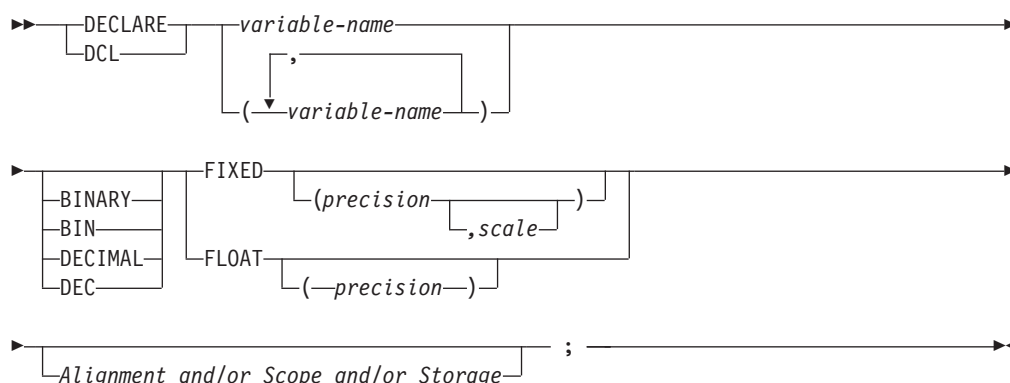 DECLARE variable-name
DCL ,
(variable-name)
FIXED
BINARY (precision )
BIN ,scale
DECIMAL FLOAT
DEC (precision)
;
Alignment and/or Scope and/or Storage